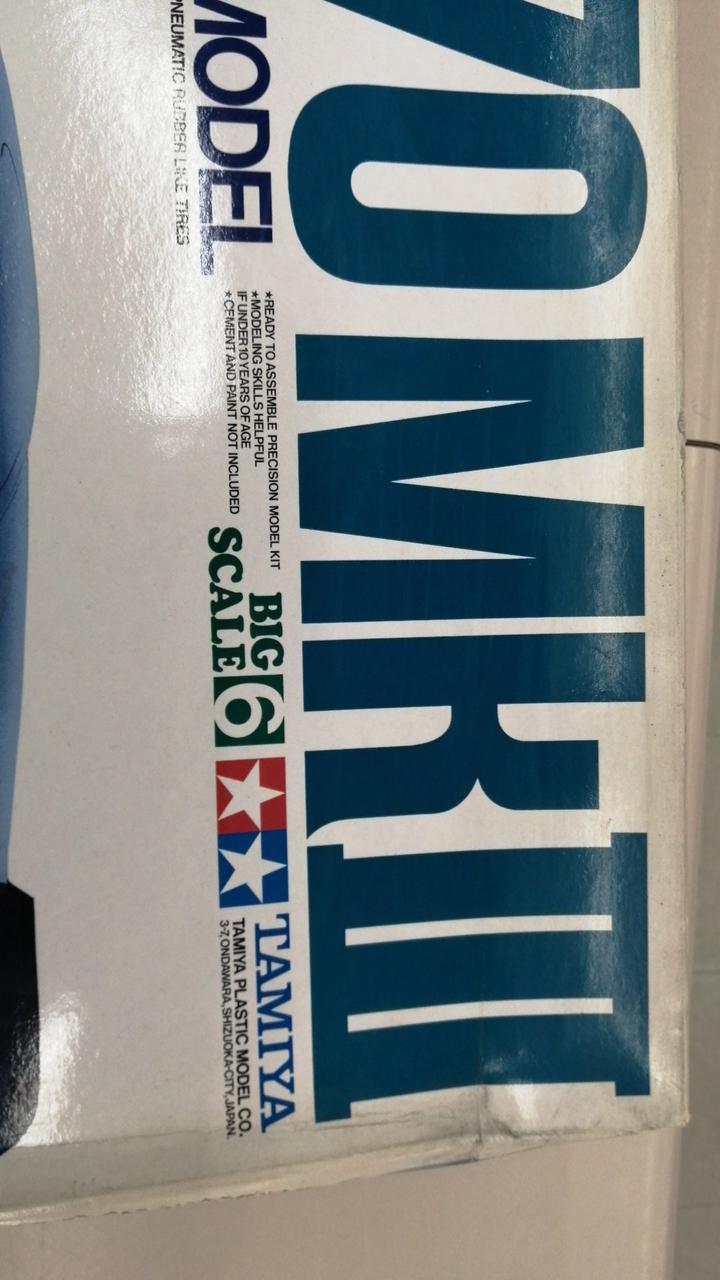 70 MKIII
MODEL
PNEUMATIC RUBBER LIKE TIRES
★READY TO ASSEMBLE PRECISION MODEL KIT
★MODELING SKILLS HELPFUL
IF UNDER 10 YEARS OF AGE
★CEMENT AND PAINT NOT INCLUDED
BIG
SCALE 6
TAMIYA
TAMIYA PLASTIC MODEL CO.
3-7, ONDAWARA, SHIZUOKA-CITY, JAPAN.